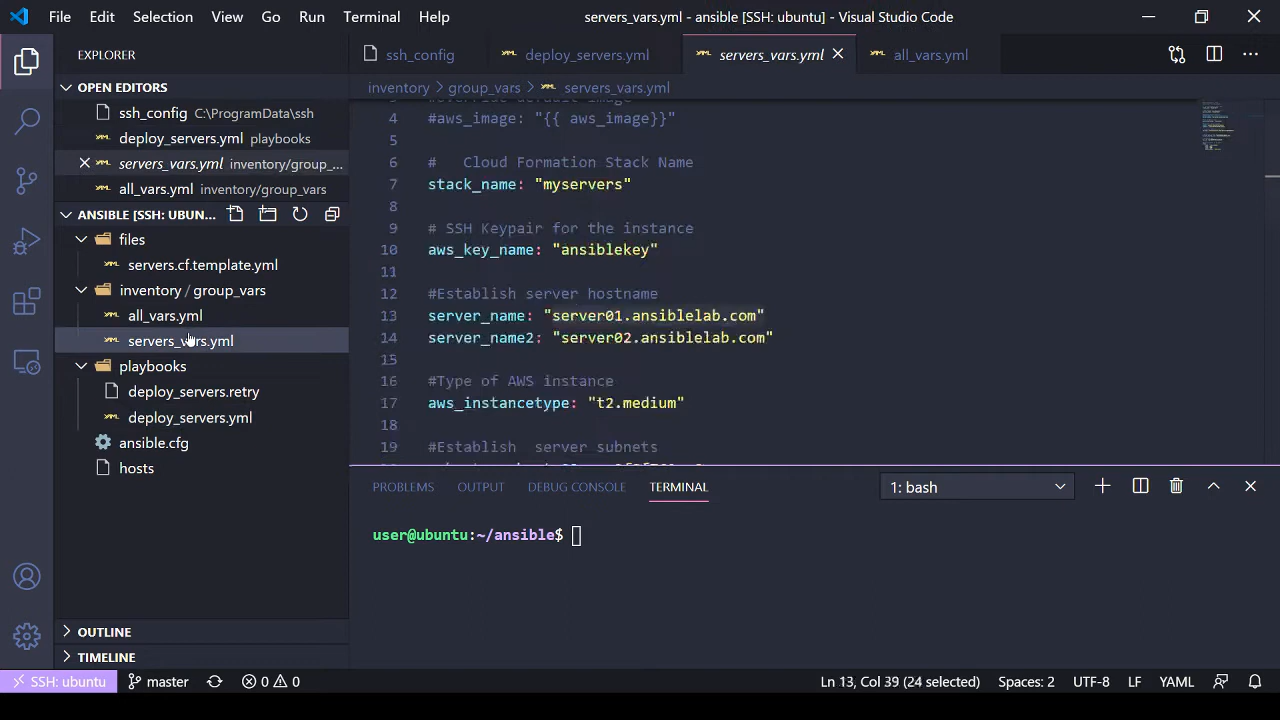 File Edit Selection View Go Run Terminal Help servers_vars.yml - ansible [SSH: ubuntu] - Visual Studio Code
EXPLORER
ssh_config deploy_servers.yml servers_vars.yml all_vars.yml
OPEN EDITORS
inventory group_vars servers_vars.yml
ssh_config C:\ProgramData\ssh
deploy_servers.yml playbooks
servers_vars.yml inventory/group_...
all_vars.yml inventory/group_vars
ANSIBLE [SSH: UBUN...
files
servers.cf.template.yml
inventory / group_vars
all_vars.yml
servers_vars.yml
playbooks
deploy_servers.retry
deploy_servers.yml
ansible.cfg
hosts
OUTLINE
TIMELINE
3 #override default image
4 #aws_image: "{{ aws_image}}"
5
6 # Cloud Formation Stack Name
7 stack_name: "myservers"
8
9 # SSH Keypair for the instance
10 aws_key_name: "ansiblekey"
11
12 #Establish server hostname
13 server_name: "server01.ansiblelab.com"
14 server_name2: "server02.ansiblelab.com"
15
16 #Type of AWS instance
17 aws_instancetype: "t2.medium"
18
19 #Establish server subnets
PROBLEMS OUTPUT DEBUG CONSOLE TERMINAL 1: bash
user@ubuntu:~/ansible$
SSH: ubuntu master 0 0 Ln 13, Col 39 (24 selected) Spaces: 2 UTF-8 LF YAML